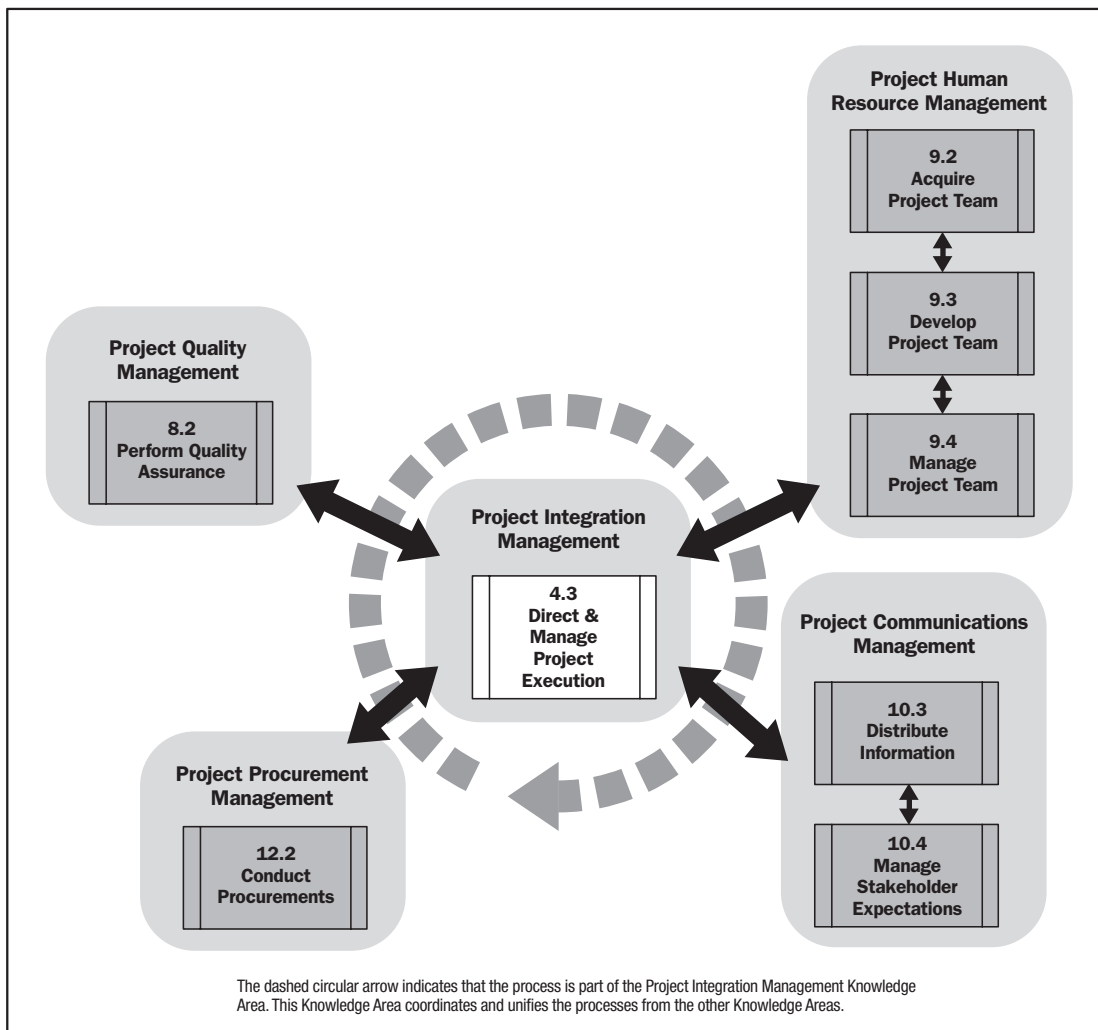 Project Human
Resource Management
9.2
Acquire
Project Team
9.3
Develop
Project Team
9.4
Manage
Project Team
Project Quality
Management
8.2
Perform Quality
Assurance
Project Integration
Management
4.3
Direct &
Manage
Project
Execution
Project Communications
Management
10.3
Distribute
Information
10.4
Manage
Stakeholder
Expectations
Project Procurement
Management
12.2
Conduct
Procurements
The dashed circular arrow indicates that the process is part of the Project Integration Management Knowledge
Area. This Knowledge Area coordinates and unifies the processes from the other Knowledge Areas.